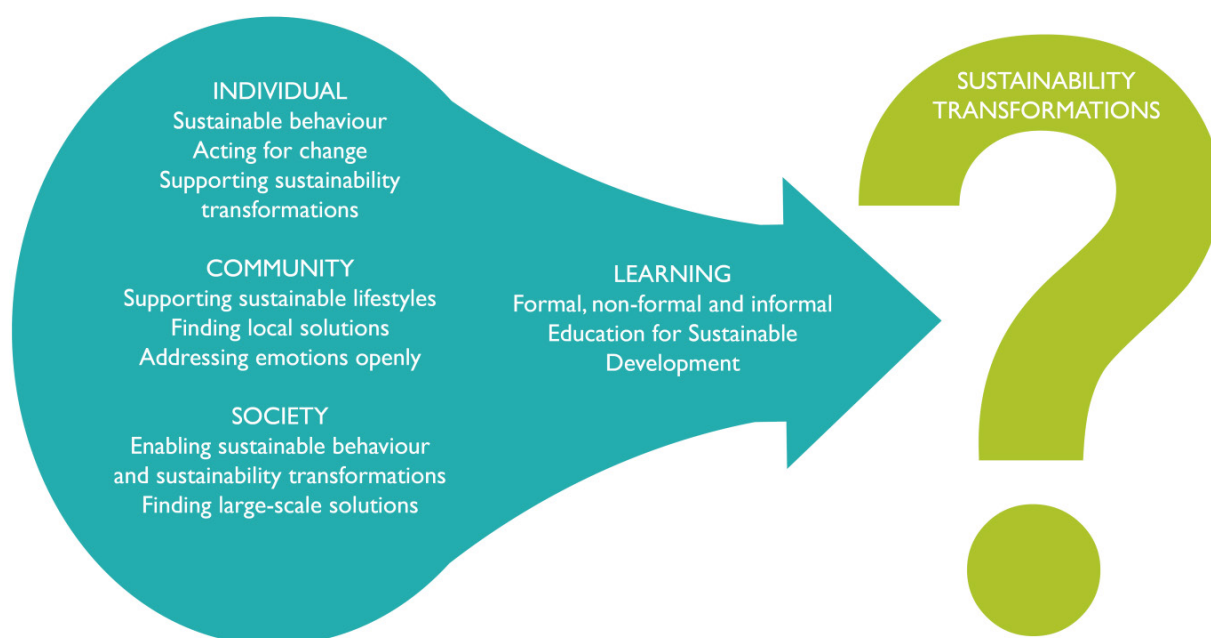 INDIVIDUAL
Sustainable behaviour
Acting for change
Supporting sustainability
transformations
COMMUNITY
Supporting sustainable lifestyles
Finding local solutions
Addressing emotions openly
SOCIETY
Enabling sustainable behaviour
and sustainability transformations
Finding large-scale solutions
LEARNING
Formal, non-formal and informal
Education for Sustainable
Development
SUSTAINABILITY
TRANSFORMATIONS